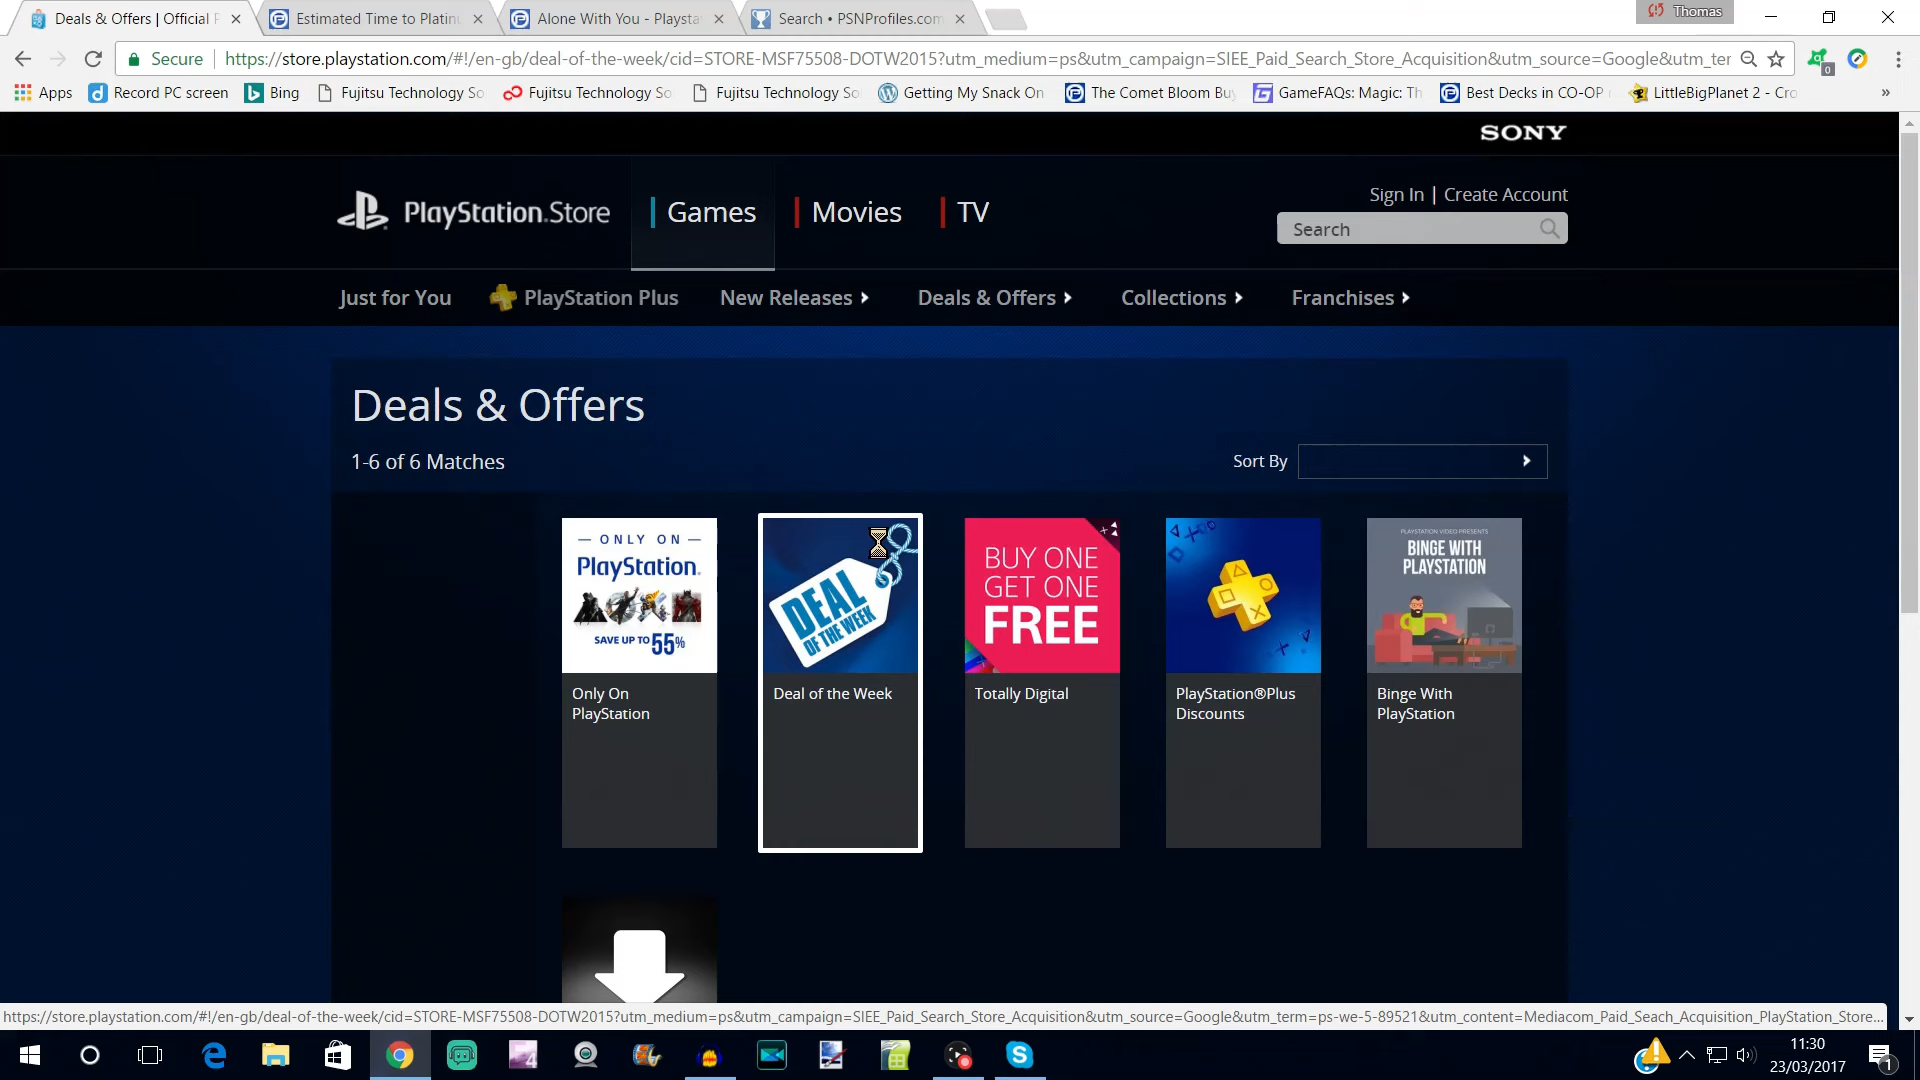 Deals & Offers | Official
Estimated Time to Platin
Alone With You - Playsta
Search • PSNProfiles.com
Thomas
Secure
https://store.playstation.com/#!/en-gb/deal-of-the-week/cid=STORE-MSF75508-DOTW2015?utm_medium=ps&utm_campaign=SIEE_Paid_Search_Store_Acquisition&utm_source=Google&utm_ter
0
Apps
Record PC screen
Bing
Fujitsu Technology So
Fujitsu Technology So
Fujitsu Technology So
Getting My Snack On
The Comet Bloom Bu
GameFAQs: Magic: Th
Best Decks in CO-OP
LittleBigPlanet 2 - Cro
»
SONY
PlayStation.Store
Games
Movies
TV
Sign In | Create Account
Search
Just for You
PlayStation Plus
New Releases
Deals & Offers
Collections
Franchises
Deals & Offers
1-6 of 6 Matches
Sort By
ONLY ON
PlayStation.
SAVE UP TO 55%
Only On
PlayStation
DEAL
OF THE WEEK
Deal of the Week
BUY ONE
GET ONE
FREE
Totally Digital
PlayStation®Plus
Discounts
PLAYSTATION VIDEO PRESENTS
BINGE WITH
PLAYSTATION
Binge With
PlayStation
https://store.playstation.com/#!/en-gb/deal-of-the-week/cid=STORE-MSF75508-DOTW2015?utm_medium=ps&utm_campaign=SIEE_Paid_Search_Store_Acquisition&utm_source=Google&utm_term=ps-we-5-89521&utm_content=Mediacom_Paid_Seach_Acquisition_PlayStation_Store...
11:30
23/03/2017
1